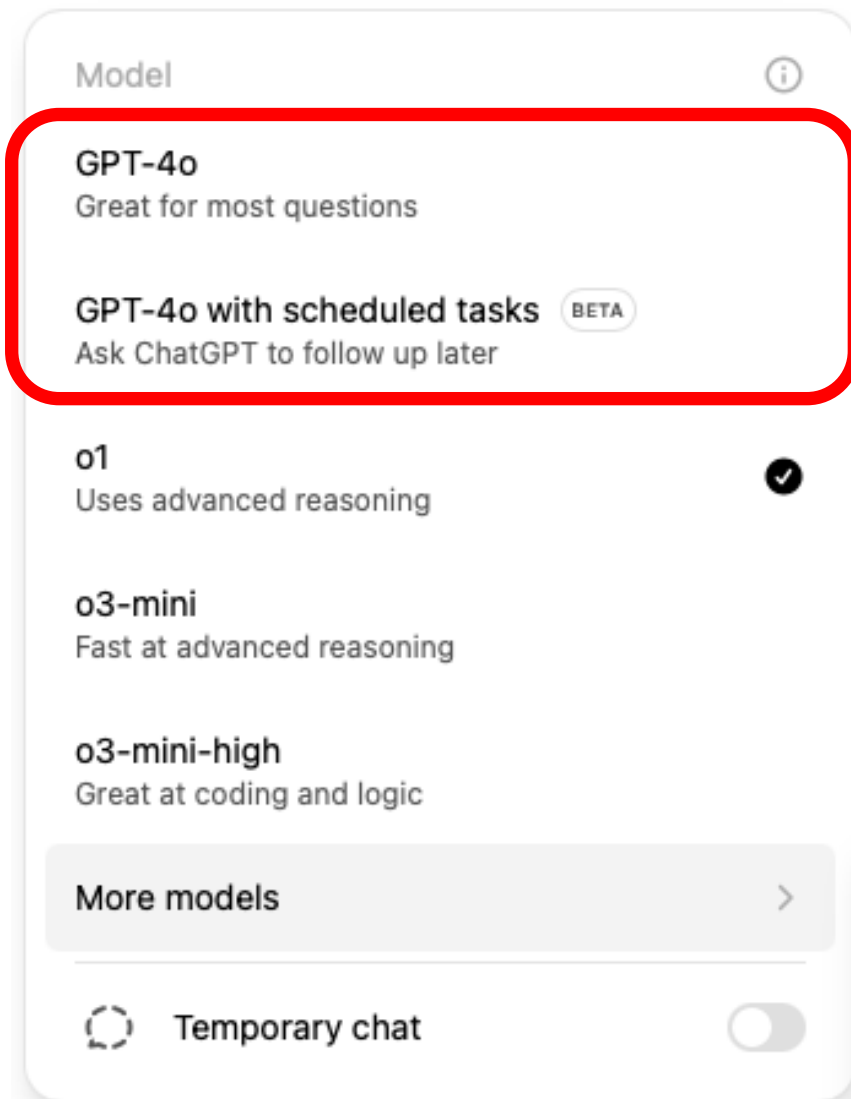 Model
GPT-4o
Great for most questions
GPT-4o with scheduled tasks BETA
Ask ChatGPT to follow up later
o1
Uses advanced reasoning
o3-mini
Fast at advanced reasoning
o3-mini-high
Great at coding and logic
More models
Temporary chat